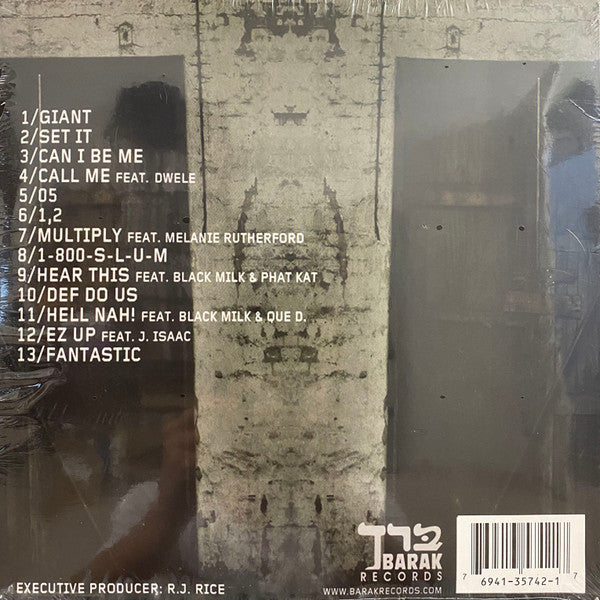 1/GIANT
2/SET IT
3/CAN I BE ME
4/CALL ME FEAT. DWELE
5/05
6/1,2
7/MULTIPLY FEAT. MELANIE RUTHERFORD
8/1-800-S-L-U-M
9/HEAR THIS FEAT. BLACK MILK & PHAT KAT
10/DEF DO US
11/HELL NAH! FEAT. BLACK MILK & QUE D.
12/EZ UP FEAT. J. ISAAC
13/FANTASTIC
EXECUTIVE PRODUCER: R.J. RICE
ברך
BARAK
RECORDS
WWW.BARAKRECORDS.COM
7 6941-35742-1 7